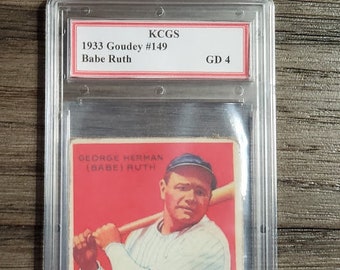 KCGS
1933 Goudey #149
Babe Ruth GD 4
GEORGE HERMAN
(BABE) RUTH